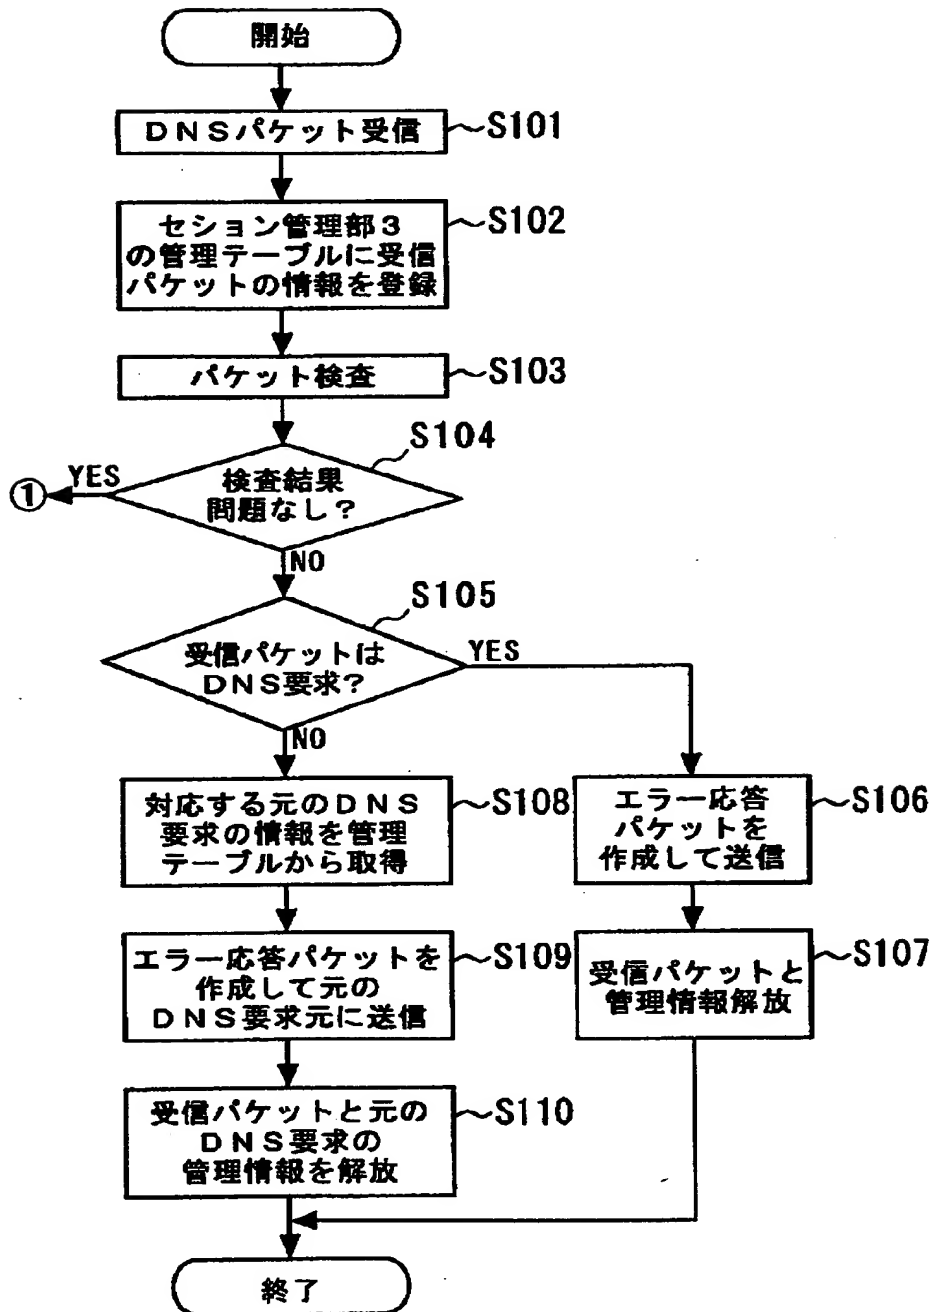 開始
DNSパケット受信
S101
セション管理部3
の管理テーブルに受信
パケットの情報を登録
S102
パケット検査
S103
S104
検査結果
問題なし?
YES
①
NO
S105
受信パケットは
DNS要求?
YES
NO
対応する元のDNS
要求の情報を管理
テーブルから取得
S108
エラー応答
パケットを
作成して送信
S106
エラー応答パケットを
作成して元の
DNS要求元に送信
S109
受信パケットと
管理情報解放
S107
受信パケットと元の
DNS要求の
管理情報を解放
S110
終了